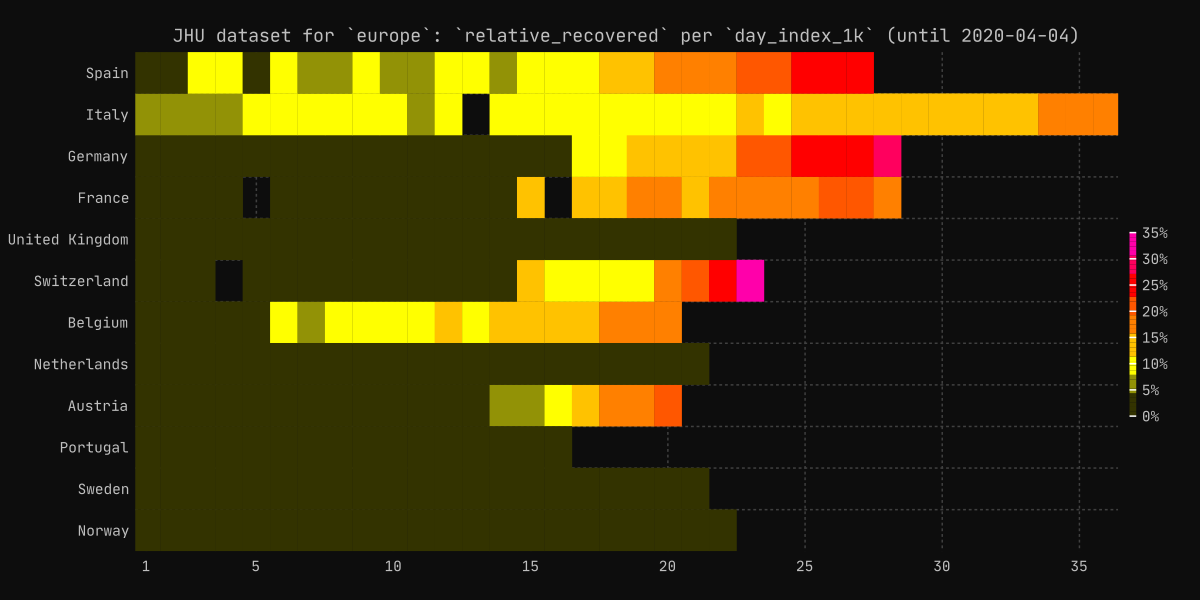 JHU dataset for `europe`: `relative_recovered` per `day_index_1k` (until 2020-04-04)
Spain
Italy
Germany
France
United Kingdom
Switzerland
Belgium
Netherlands
Austria
Portugal
Sweden
Norway
35%
30%
25%
20%
15%
10%
5%
0%
1 5 10 15 20 25 30 35